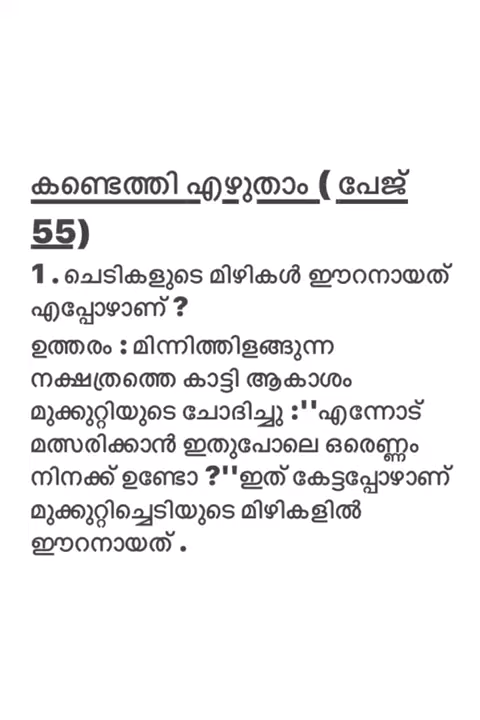 കണ്ടെത്തി എഴുതാം ( പേജ്
55)
1 . ചെടികളുടെ മിഴികൾ ഈറനായത്
എപ്പോഴാണ് ?
ഉത്തരം : മിന്നിത്തിളങ്ങുന്ന
നക്ഷത്രത്തെ കാട്ടി ആകാശം
മുക്കുറ്റിയുടെ ചോദിച്ചു :''എന്നോട്
മത്സരിക്കാൻ ഇതുപോലെ ഒരെണ്ണം
നിനക്ക് ഉണ്ടോ ?''ഇത് കേട്ടപ്പോഴാണ്
മുക്കുറ്റിച്ചെടിയുടെ മിഴികളിൽ
ഈറനായത് .